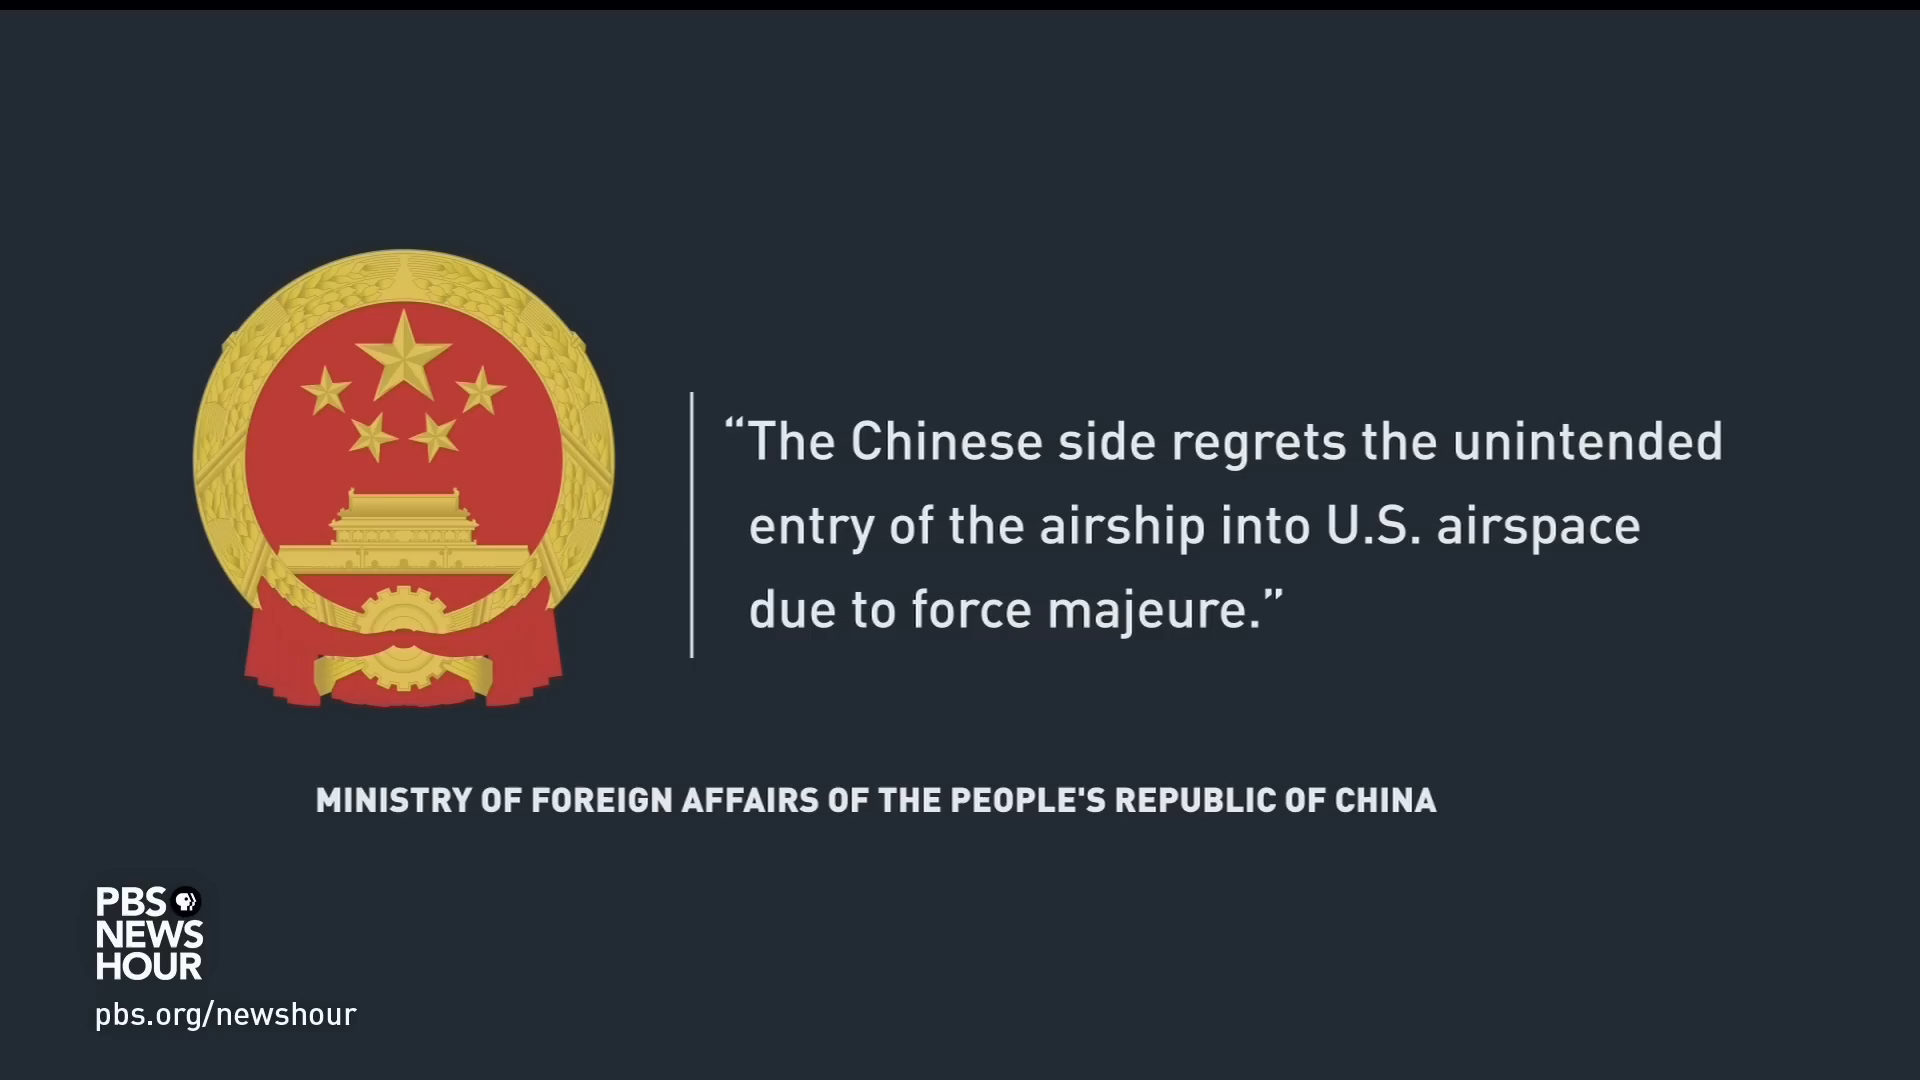 “The Chinese side regrets the unintended
entry of the airship into U.S. airspace
due to force majeure.”
MINISTRY OF FOREIGN AFFAIRS OF THE PEOPLE'S REPUBLIC OF CHINA
PBS
NEWS
HOUR
pbs.org/newshour